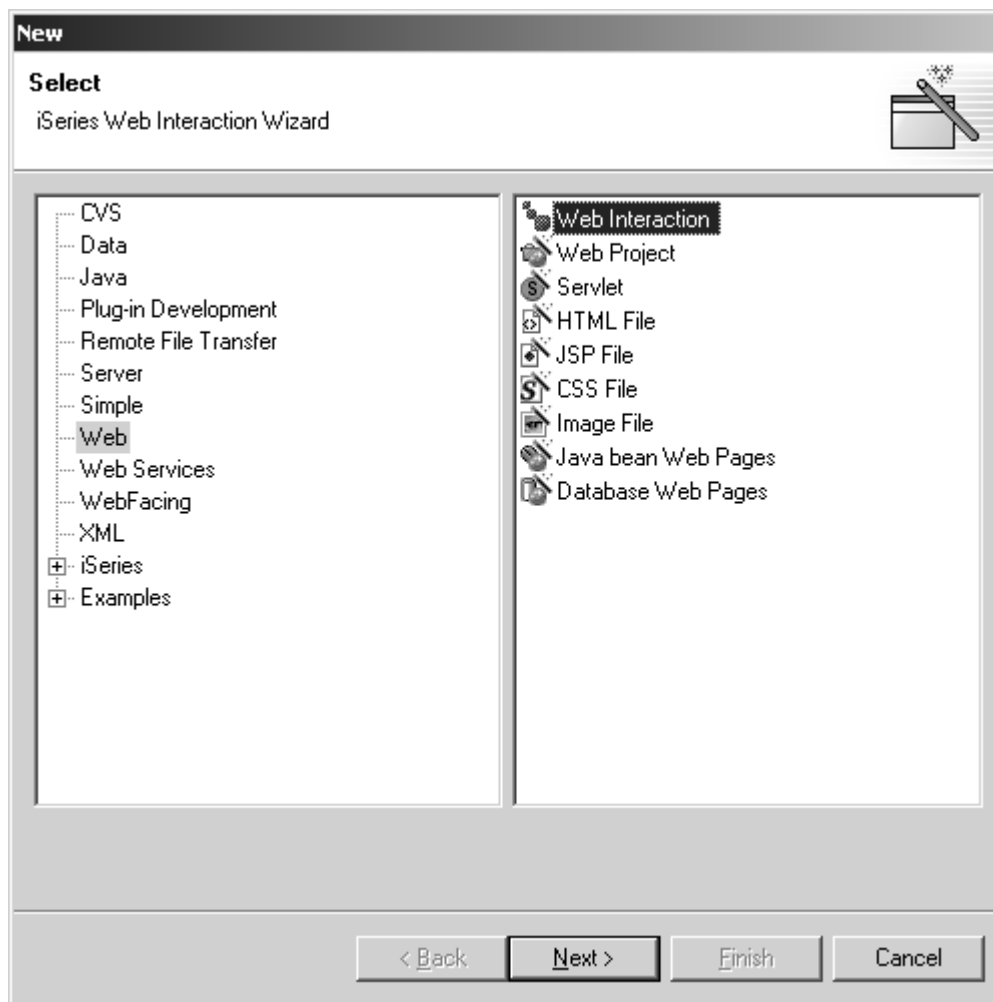 New
Select
iSeries Web Interaction Wizard
CVS
Data
Java
Plug-in Development
Remote File Transfer
Server
Simple
Web
Web Services
WebFacing
XML
iSeries
Examples
Web Interaction
Web Project
Servlet
HTML File
JSP File
CSS File
Image File
Java bean Web Pages
Database Web Pages
< Back
Next >
Finish
Cancel